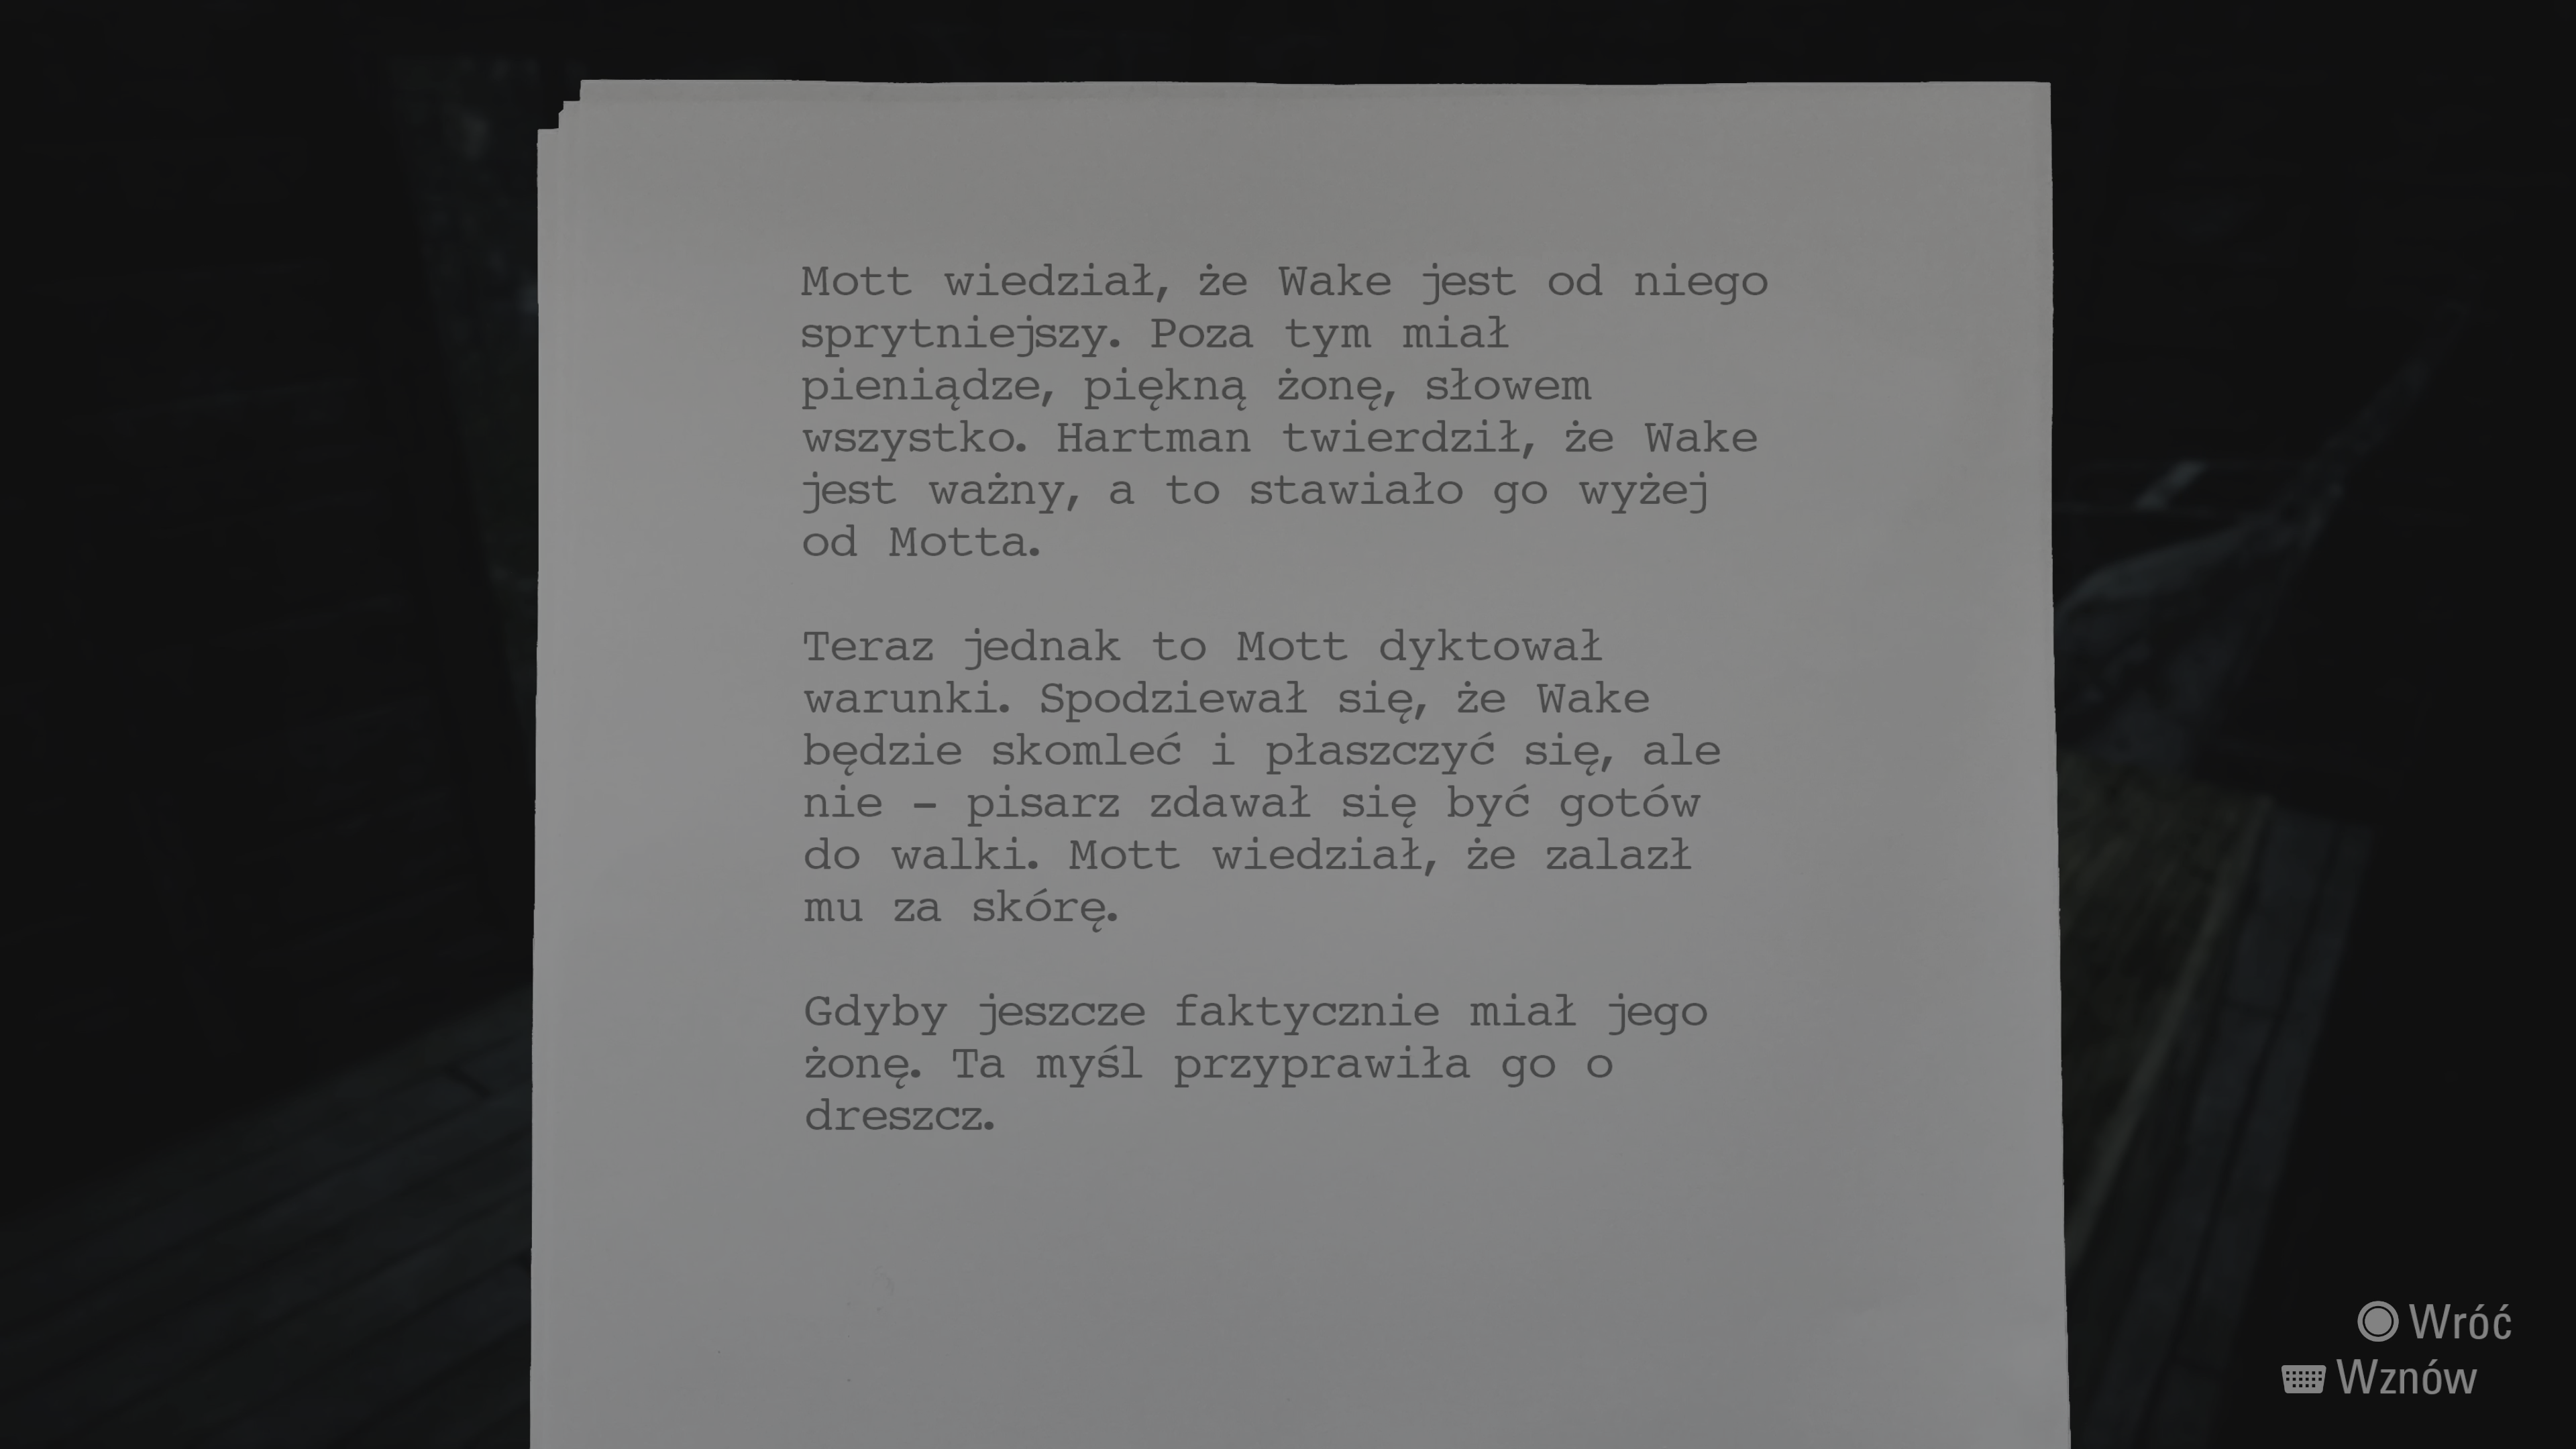 Mott wiedział, że Wake jest od niego
sprytniejszy. Poza tym miał
pieniądze, piękną żonę, słowem
wszystko. Hartman twierdził, że Wake
jest ważny, a to stawiało go wyżej
od Motta.
Teraz jednak to Mott dyktował
warunki. Spodziewał się, że Wake
będzie skomleć i płaszczyć się, ale
nie – pisarz zdawał się być gotów
do walki. Mott wiedział, że zalazł
mu za skórę.
Gdyby jeszcze faktycznie miał jego
żonę. Ta myśl przyprawiła go o
dreszcz.
Wróć
Wznów